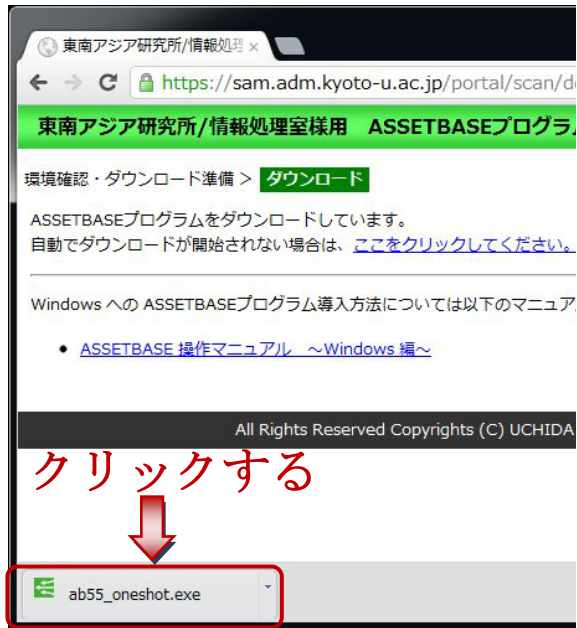 東南アジア研究所/情報処理
https://sam.adm.kyoto-u.ac.jp/portal/scan/d
東南アジア研究所/情報処理室様用 ASSETBASEプログラム
環境確認・ダウンロード準備 > ダウンロード
ASSETBASEプログラムをダウンロードしています。
自動でダウンロードが開始されない場合は、ここをクリックしてください。
Windows への ASSETBASEプログラム導入方法については以下のマニュア
• ASSETBASE 操作マニュアル ～Windows 編～
All Rights Reserved Copyrights (C) UCHIDA
クリックする
ab55_oneshot.exe